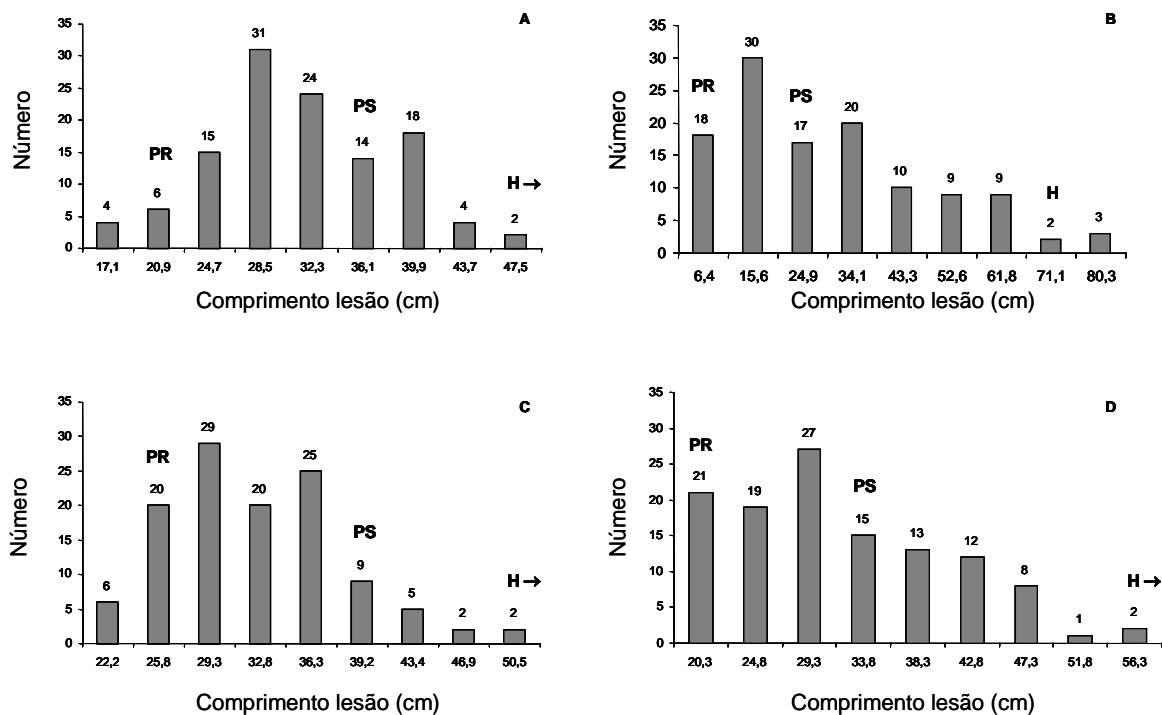 A
35
30
25
20
15
10
5
0
Número
4
PR
6
15
31
24
PS
14
18
4
H →
2
17,1 20,9 24,7 28,5 32,3 36,1 39,9 43,7 47,5
Comprimento lesão (cm)
B
35
30
25
20
15
10
5
0
Número
PR
18
30
PS
17
20
10
9
9
H
2
3
6,4 15,6 24,9 34,1 43,3 52,6 61,8 71,1 80,3
Comprimento lesão (cm)
C
35
30
25
20
15
10
5
0
Número
6
PR
20
29
20
25
PS
9
5
2
H →
2
22,2 25,8 29,3 32,8 36,3 39,2 43,4 46,9 50,5
Comprimento lesão (cm)
D
35
30
25
20
15
10
5
0
Número
PR
21
19
27
PS
15
13
12
8
1
H →
2
20,3 24,8 29,3 33,8 38,3 42,8 47,3 51,8 56,3
Comprimento lesão (cm)